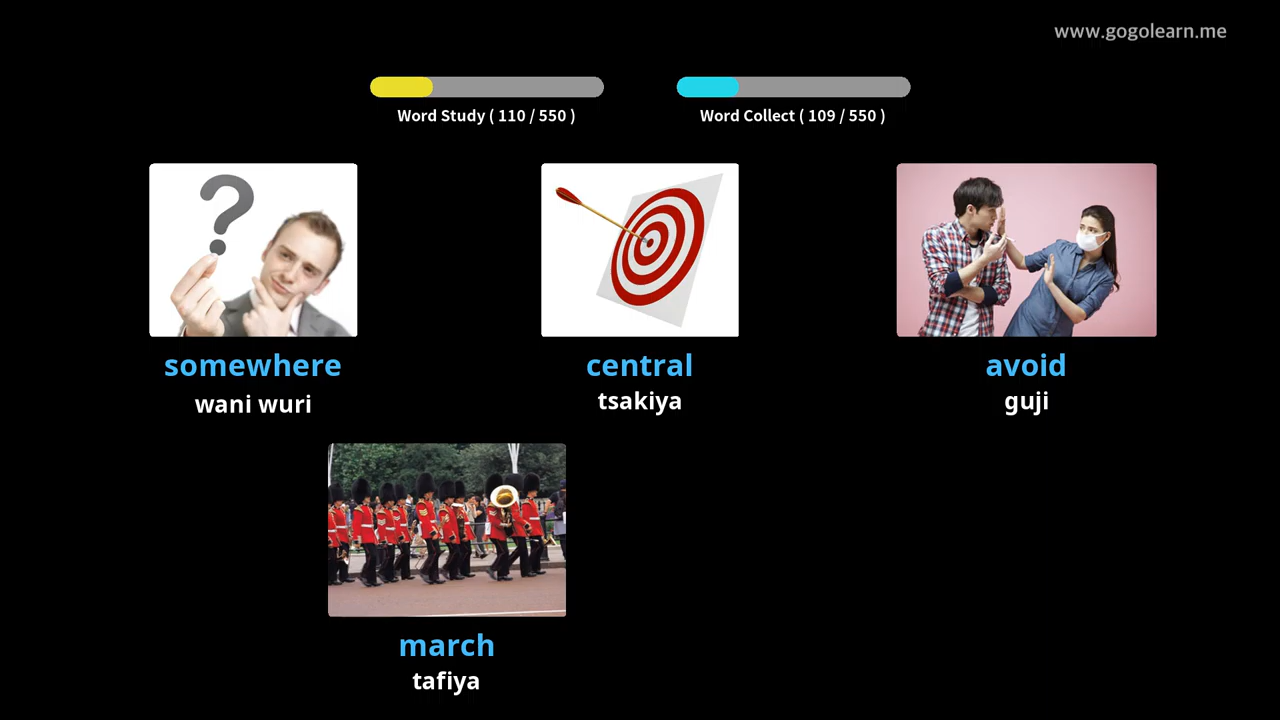 www.gogolearn.me
Word Study ( 110 / 550 )
Word Collect ( 109 / 550 )
somewhere
wani wuri
central
tsakiya
avoid
guji
march
tafiya